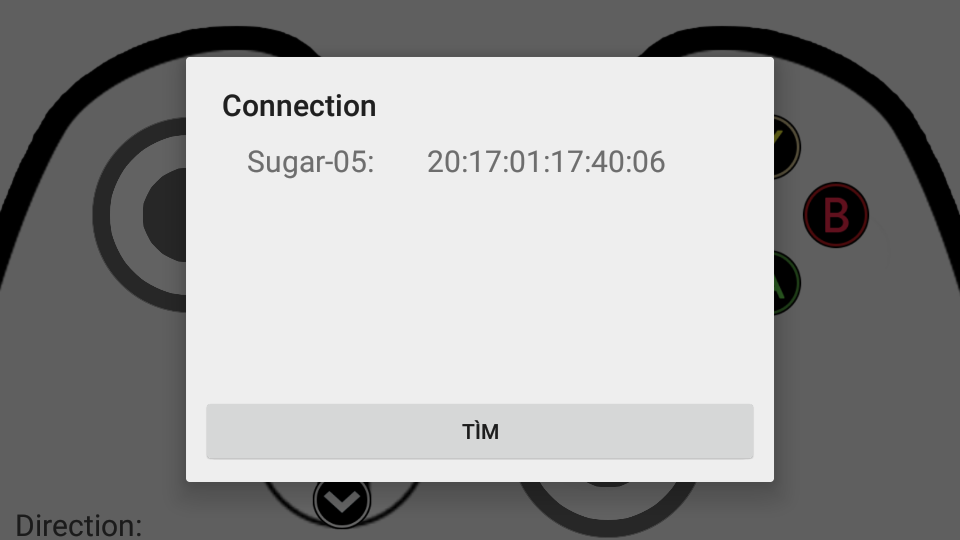 Connection
Sugar-05: 20:17:01:17:40:06
Y
B
A
TÌM
Direction: